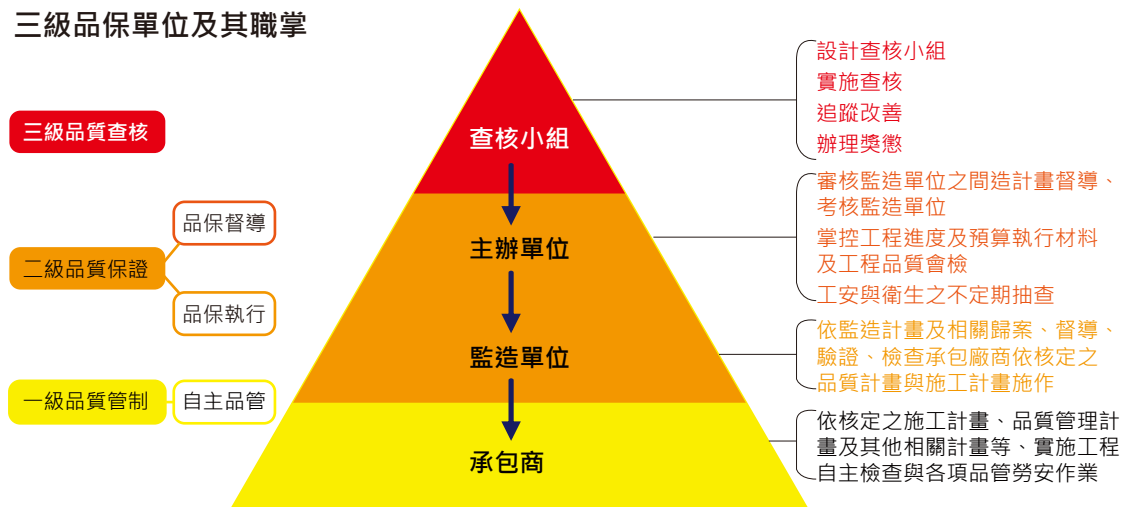 三級品保單位及其職掌
三級品質查核
二級品質保證
品保督導
品保執行
一級品質管制
自主品管
查核小組
主辦單位
監造單位
承包商
設計查核小組
實施查核
追蹤改善
辦理獎懲
審核監造單位之間造計畫督導、
考核監造單位
掌控工程進度及預算執行材料
及工程品質會檢
工安與衛生之不定期抽查
依監造計畫及相關歸案、督導、
驗證、檢查承包廠商依核定之
品質計畫與施工計畫施作
依核定之施工計畫、品質管理計
畫及其他相關計畫等、實施工程
自主檢查與各項品管勞安作業